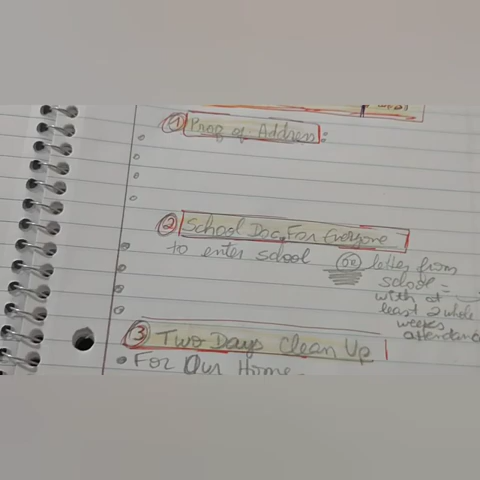 ① Proof of Address:
② School Doc. For Everyone
to enter school
(or) letter from
school =
with at
least 2 whole
weeks
attendance
③ Two Days Clean Up
• For Our Home